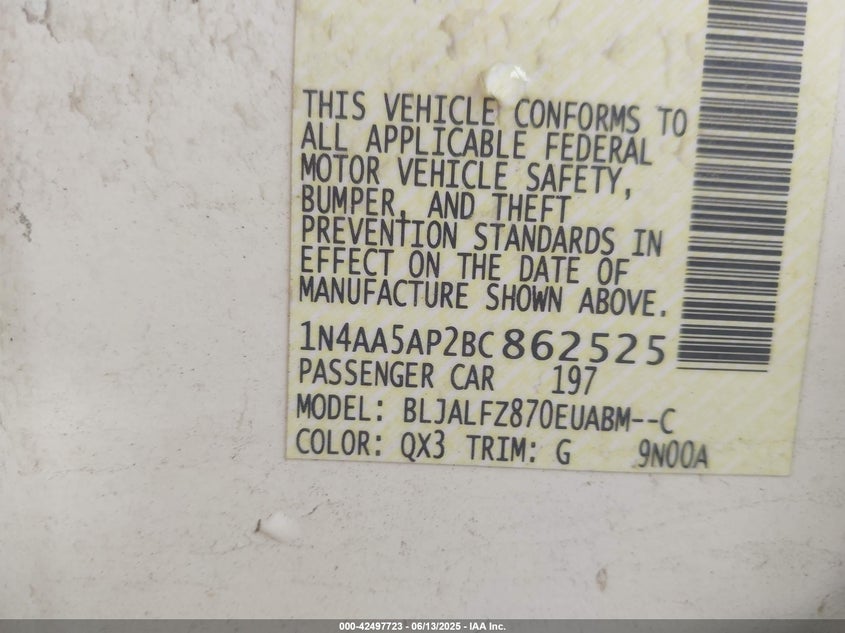 THIS VEHICLE CONFORMS TO
ALL APPLICABLE FEDERAL
MOTOR VEHICLE SAFETY,
BUMPER, AND THEFT
PREVENTION STANDARDS IN
EFFECT ON THE DATE OF
MANUFACTURE SHOWN ABOVE.
1N4AA5AP2BC862525
PASSENGER CAR 197
MODEL: BLJALFZ870EUABM--C
COLOR: QX3 TRIM: G 9N00A
000-42497723 - 06/13/2025 - IAA Inc.